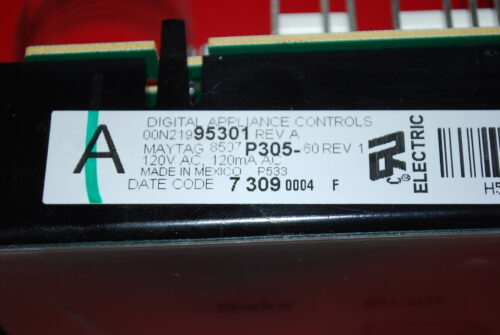 A
DIGITAL APPLIANCE CONTROLS
00N21995301 REV A
MAYTAG 8507P305-60 REV 1
120V AC, 120mA AC
MADE IN MEXICO P533
DATE CODE 7 309 0004 F
ELECTRIC